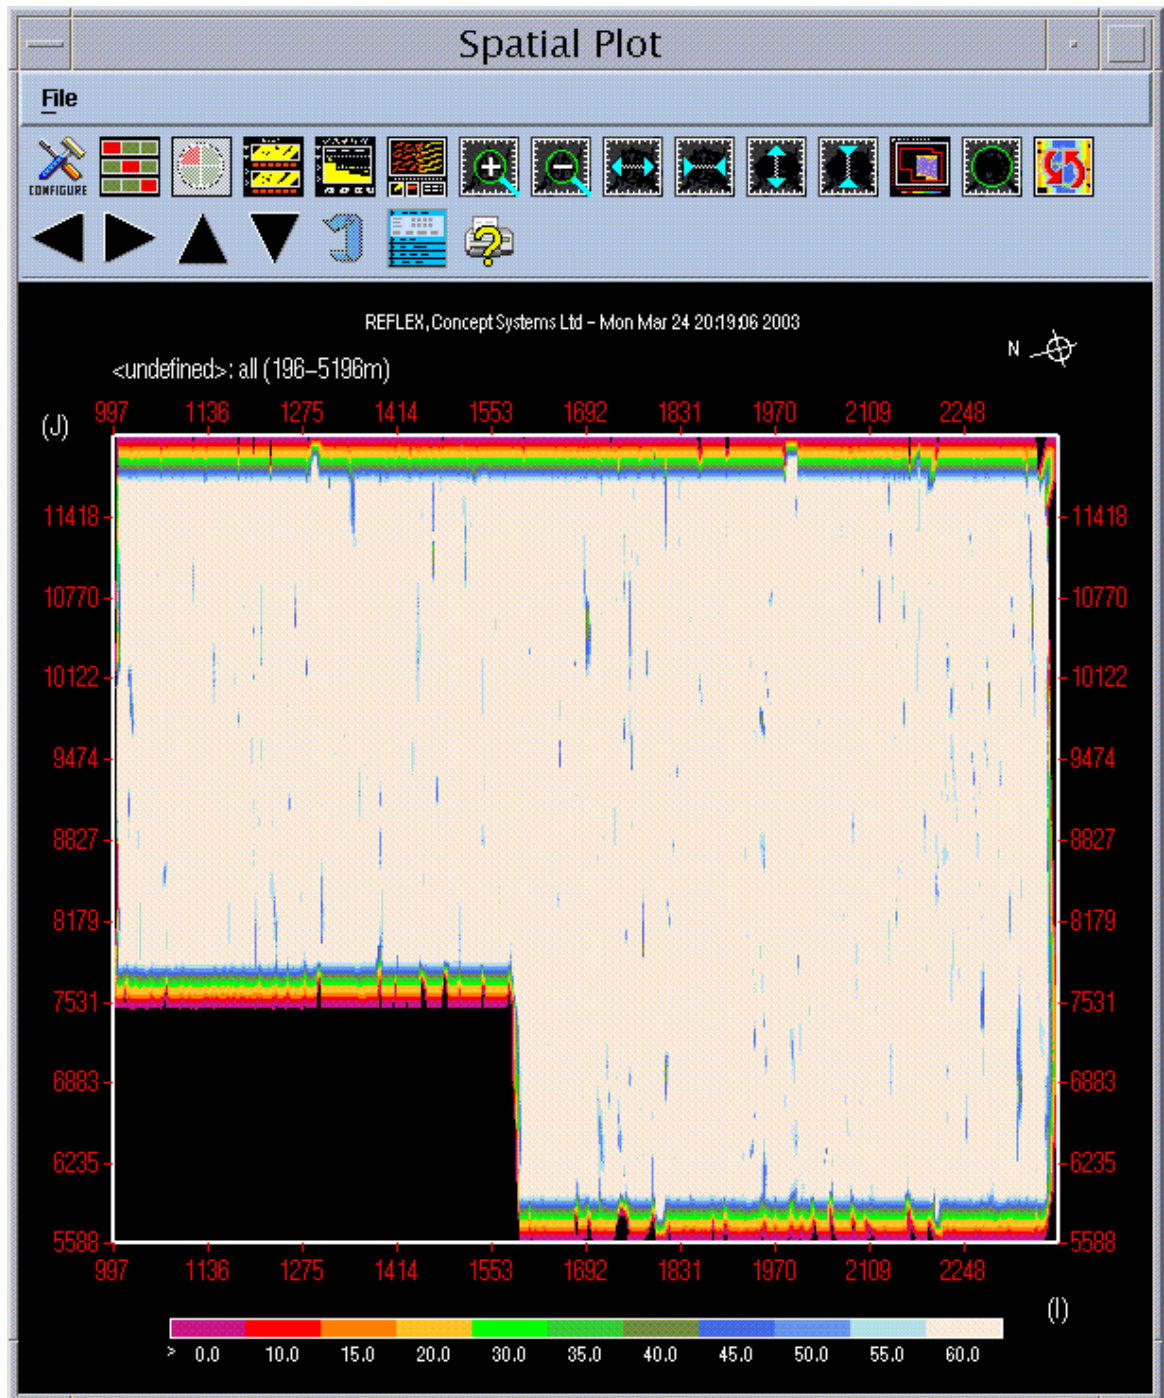 Spatial Plot
File
CONFIGURE
REFLEX, Concept Systems Ltd – Mon Mar 24 20:19:06 2003
N
<undefined>: all (196–5196m)
(J)
997 1136 1275 1414 1553 1692 1831 1970 2109 2248
11418 11418
10770 10770
10122 10122
9474 9474
8827 8827
8179 8179
7531 7531
6883 6883
6235 6235
5588 5588
997 1136 1275 1414 1553 1692 1831 1970 2109 2248
(I)
> 0.0 10.0 15.0 20.0 30.0 35.0 40.0 45.0 50.0 55.0 60.0